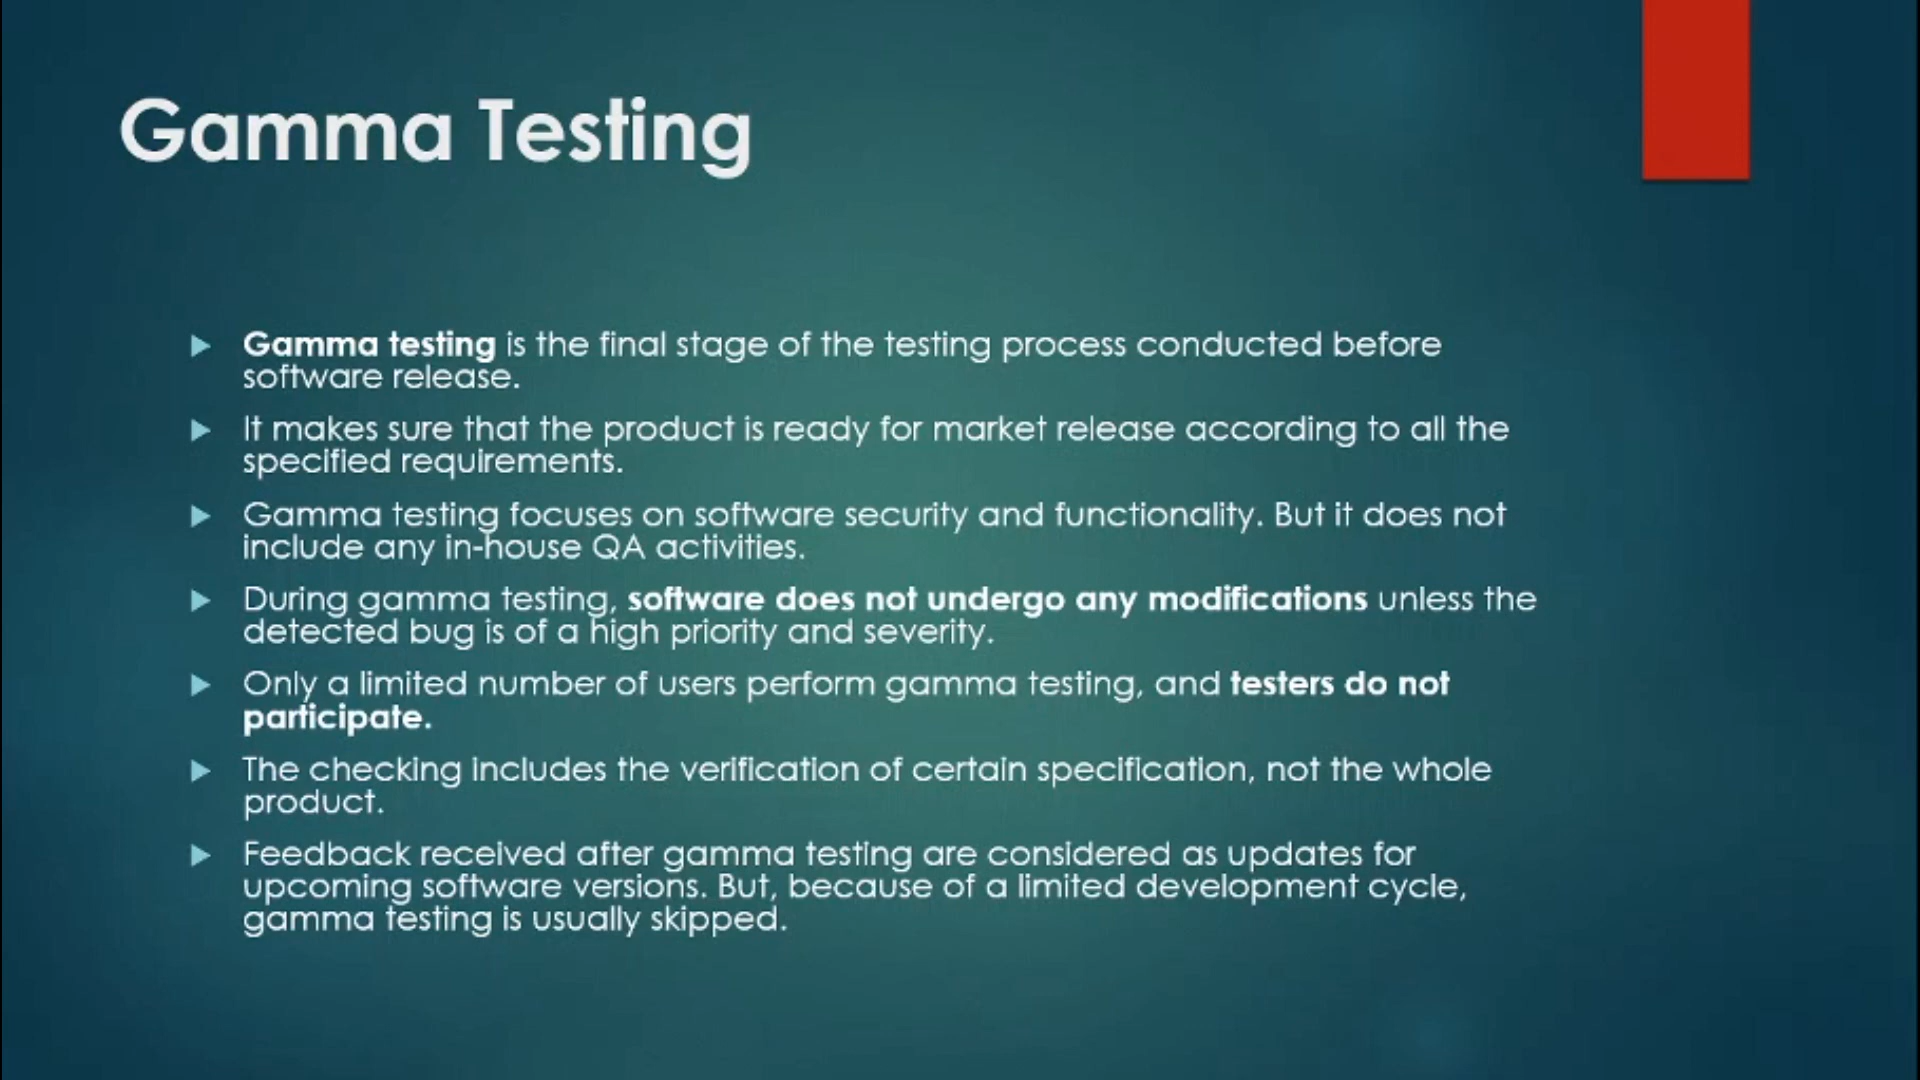 Gamma Testing
Gamma testing is the final stage of the testing process conducted before
software release.
It makes sure that the product is ready for market release according to all the
specified requirements.
Gamma testing focuses on software security and functionality. But it does not
include any in-house QA activities.
During gamma testing, software does not undergo any modifications unless the
detected bug is of a high priority and severity.
Only a limited number of users perform gamma testing, and testers do not
participate.
The checking includes the verification of certain specification, not the whole
product.
Feedback received after gamma testing are considered as updates for
upcoming software versions. But, because of a limited development cycle,
gamma testing is usually skipped.